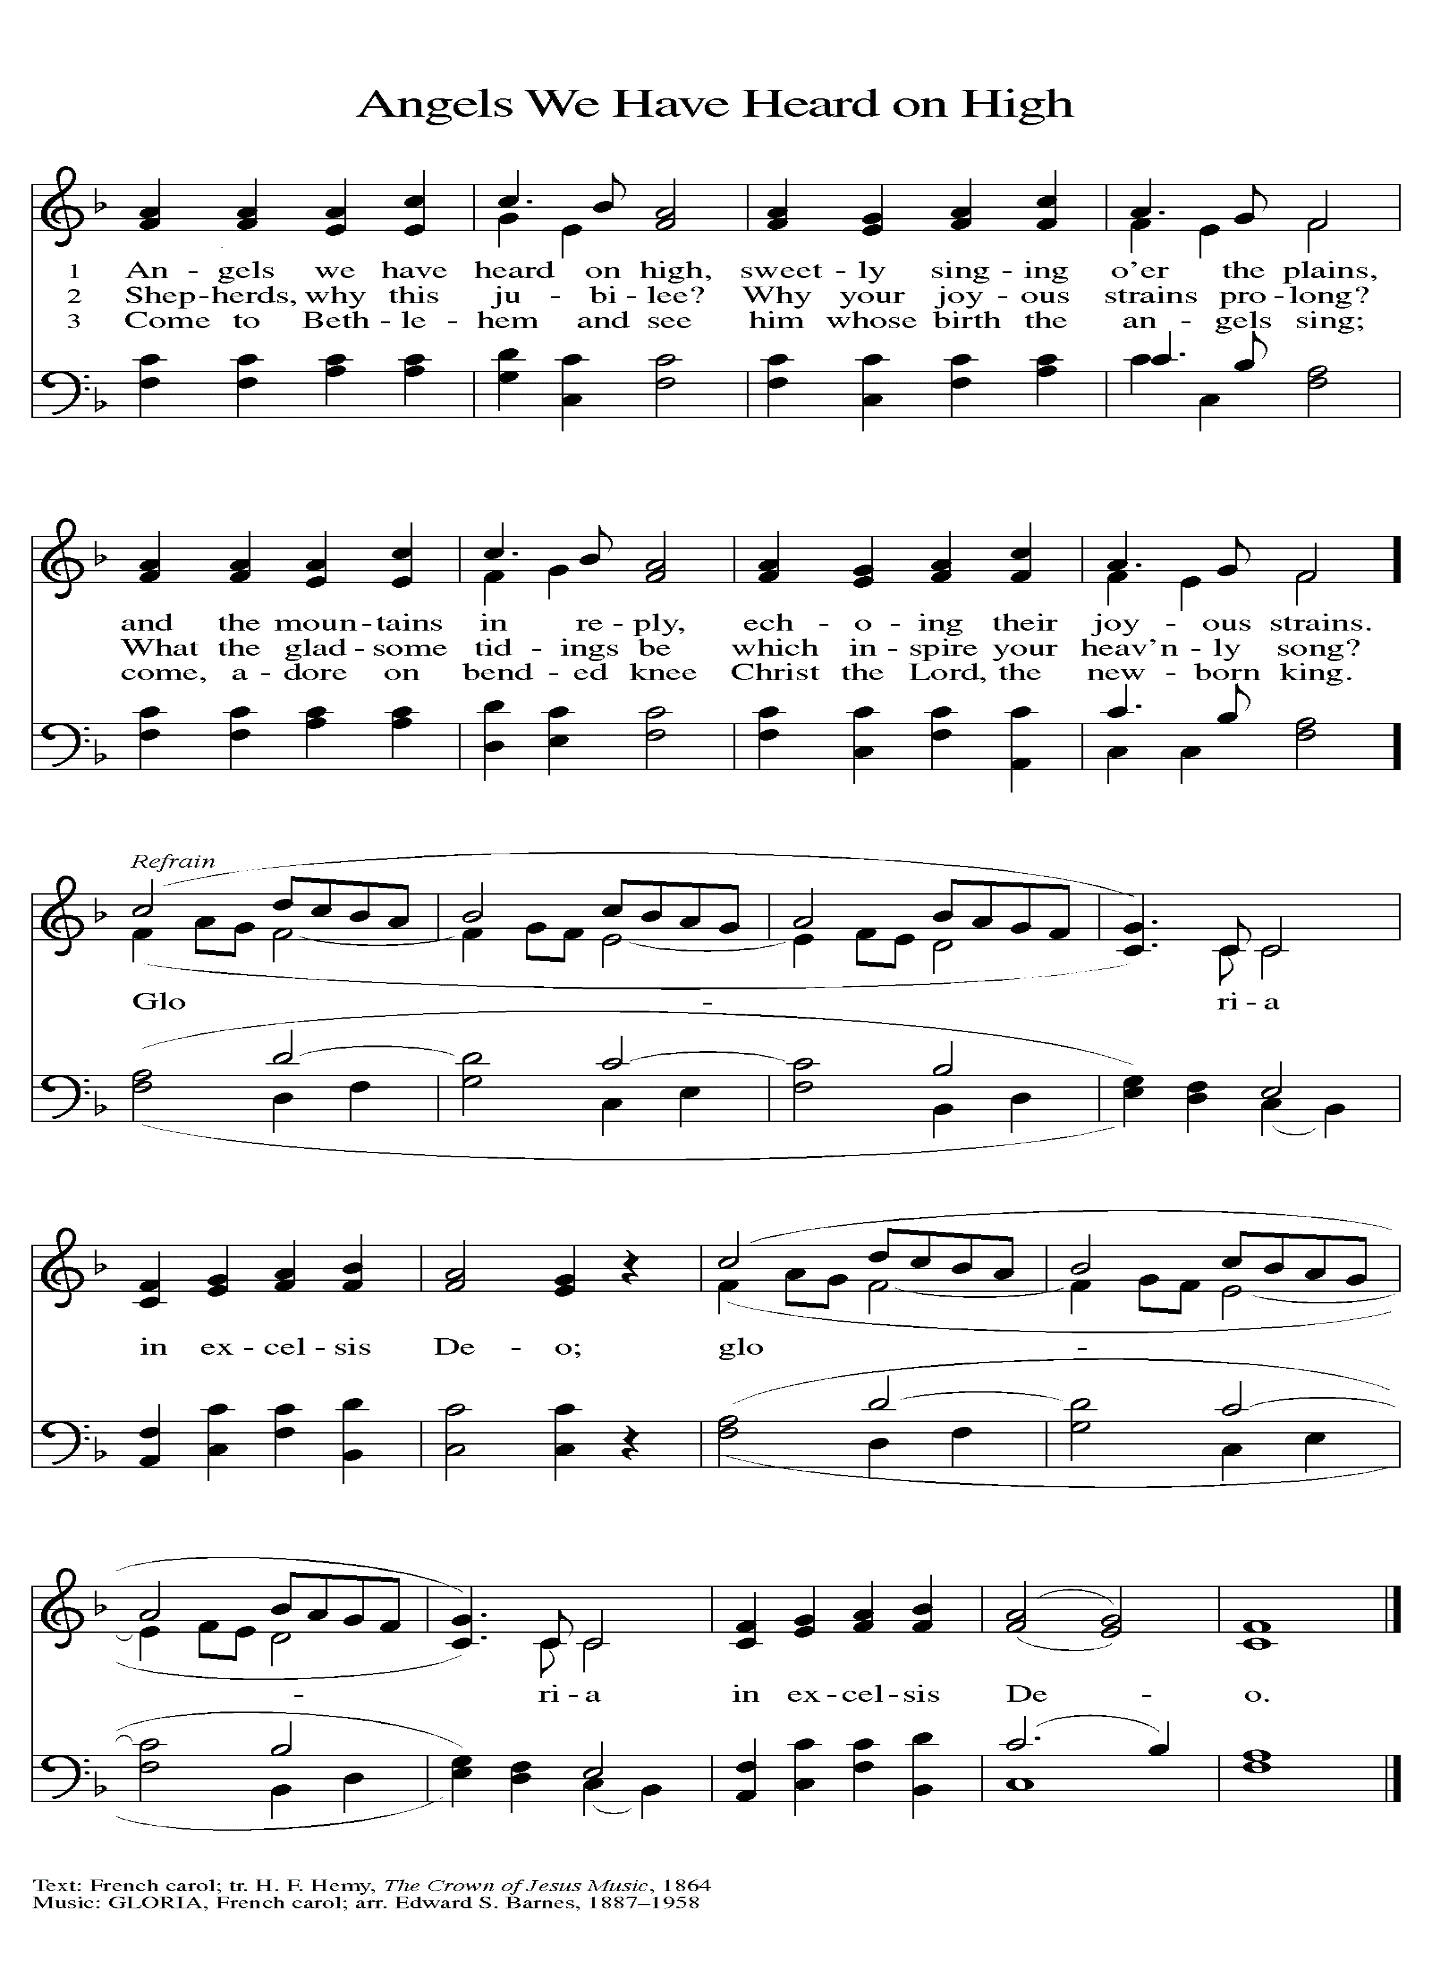 Angels We Have Heard on High
1 An - gels we have heard on high, sweet - ly sing - ing o’er the plains,
2 Shep - herds, why this ju - bi - lee? Why your joy - ous strains pro - long?
3 Come to Beth - le - hem and see him whose birth the an - gels sing;
and the moun - tains in re - ply, ech - o - ing their joy - ous strains.
What the glad - some tid - ings be which in - spire your heav’n - ly song?
come, a - dore on bend - ed knee Christ the Lord, the new - born king.
Refrain
Glo - ri - a
in ex - cel - sis De - o; glo -
- ri - a in ex - cel - sis De - o.
Text: French carol; tr. H. F. Hemy, The Crown of Jesus Music, 1864
Music: GLORIA, French carol; arr. Edward S. Barnes, 1887–1958